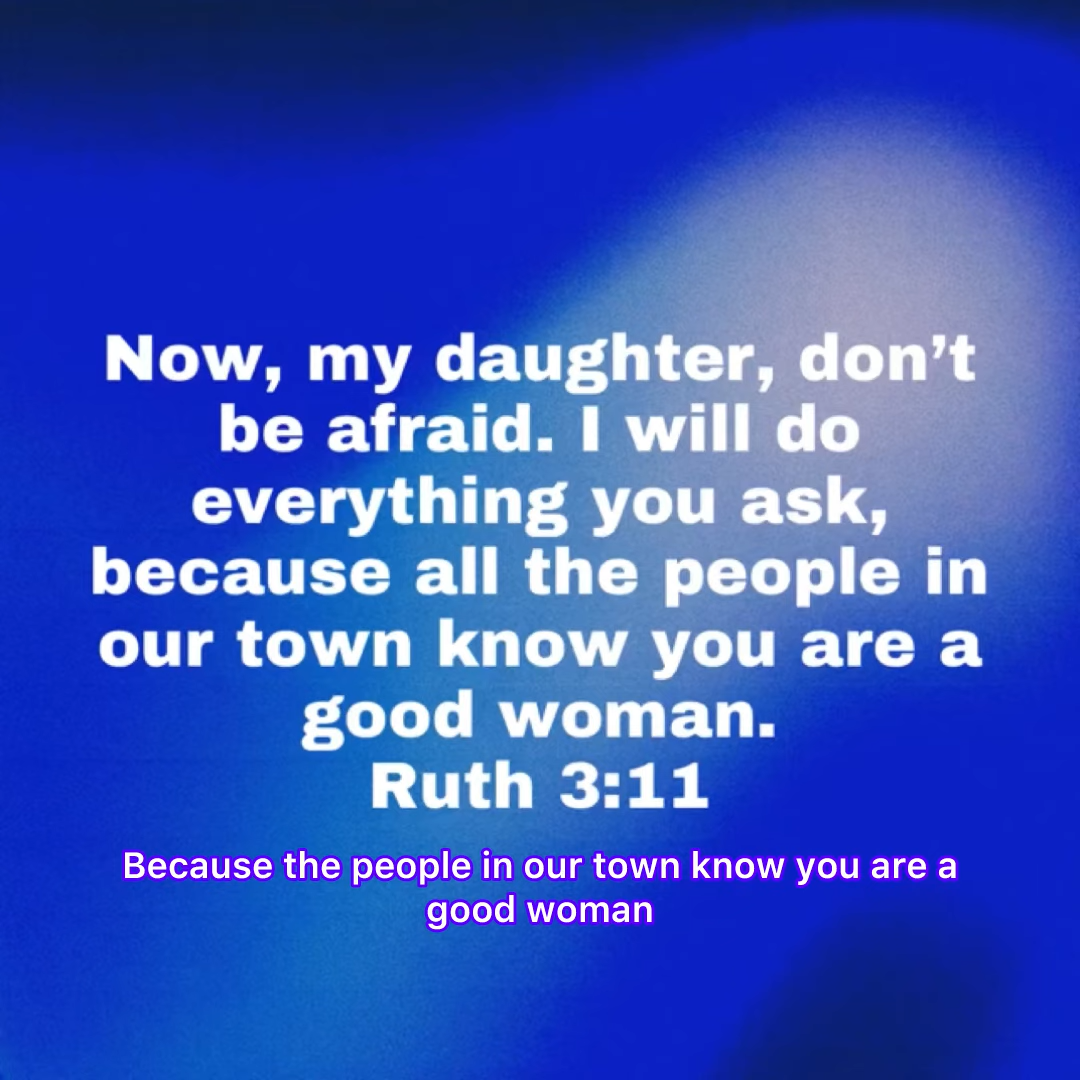 Now, my daughter, don’t
be afraid. I will do
everything you ask,
because all the people in
our town know you are a
good woman.
Ruth 3:11
Because the people in our town know you are a
good woman